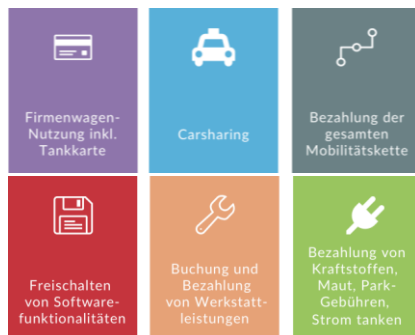 Firmenwagen-
Nutzung inkl.
Tankkarte
Carsharing
Bezahlung der
gesamten
Mobilitätskette
Freischalten
von Software-
funktionalitäten
Buchung und
Bezahlung
von Werkstatt-
leistungen
Bezahlung von
Kraftstoffen,
Maut, Park-
Gebühren,
Strom tanken